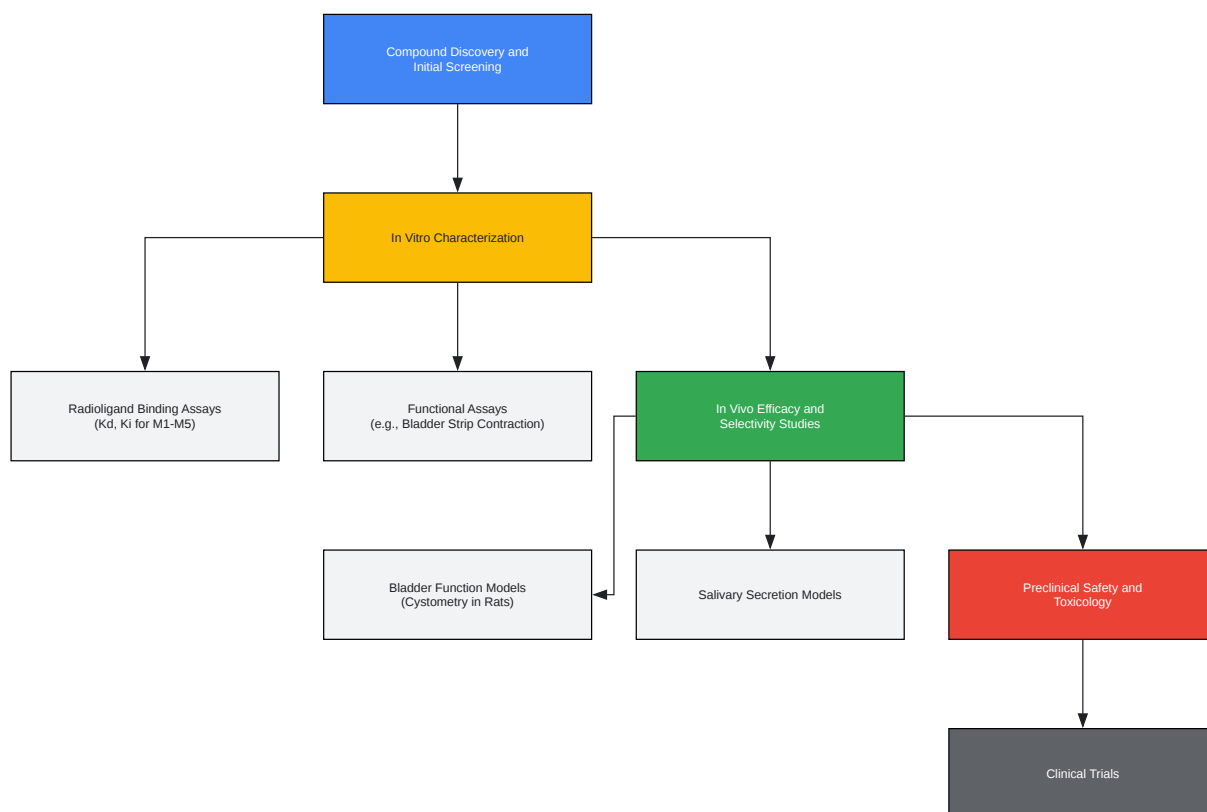 Compound Discovery and
Initial Screening
In Vitro Characterization
Radioligand Binding Assays
(Kd, Ki for M1-M5)
Functional Assays
(e.g., Bladder Strip Contraction)
In Vivo Efficacy and
Selectivity Studies
Bladder Function Models
(Cystometry in Rats)
Salivary Secretion Models
Preclinical Safety and
Toxicology
Clinical Trials